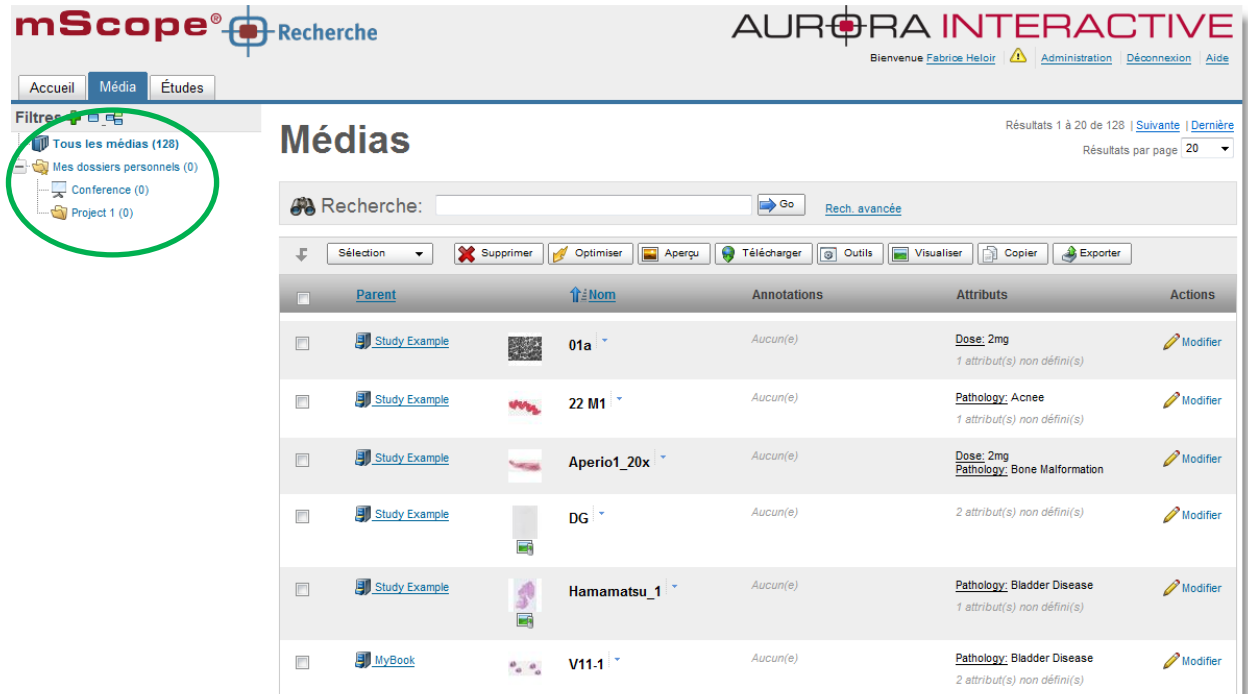 mScope® Recherche
AURORA INTERACTIVE
Bienvenue Fabrice Heloir Administration Déconnexion Aide
Accueil Média Études
Filtres
Tous les médias (128)
Mes dossiers personnels (0)
Conference (0)
Project 1 (0)
Médias
Résultats 1 à 20 de 128 | Suivante | Dernière
Résultats par page 20
Recherche: Go Rech. avancée
Sélection Supprimer Optimiser Aperçu Télécharger Outils Visualiser Copier Exporter
Parent Nom Annotations Attributs Actions
Study Example 01a Aucun(e) Dose: 2mg Modifier
1 attribut(s) non défini(s)
Study Example 22 M1 Aucun(e) Pathology: Acnee Modifier
1 attribut(s) non défini(s)
Study Example Aperio1_20x Aucun(e) Dose: 2mg Modifier
Pathology: Bone Malformation
Study Example DG Aucun(e) 2 attribut(s) non défini(s) Modifier
Study Example Hamamatsu_1 Aucun(e) Pathology: Bladder Disease Modifier
1 attribut(s) non défini(s)
MyBook V11-1 Aucun(e) Pathology: Bladder Disease Modifier
2 attribut(s) non défini(s)